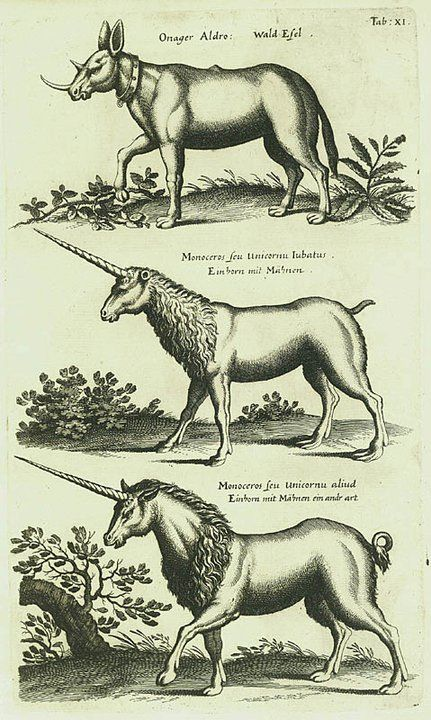 Tab: XI.
Onager Aldro: Wald Esel.
Monoceros seu Unicornu Iubatus.
Einhorn mit Mähnen.
Monoceros seu Unicornu aliud
Einhorn mit Mähnen ein andr art